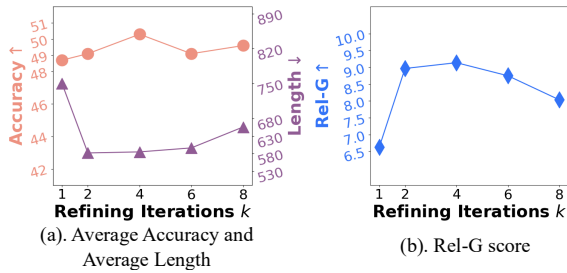 Accuracy ↑
51
50
49
48
46
44
42
890
820
750
680
630
580
530
Length ↓
1 2 4 6 8
Refining Iterations k
(a). Average Accuracy and
Average Length
Rel-G ↑
10.0
9.5
9.0
8.5
8.0
7.5
7.0
6.5
1 2 4 6 8
Refining Iterations k
(b). Rel-G score